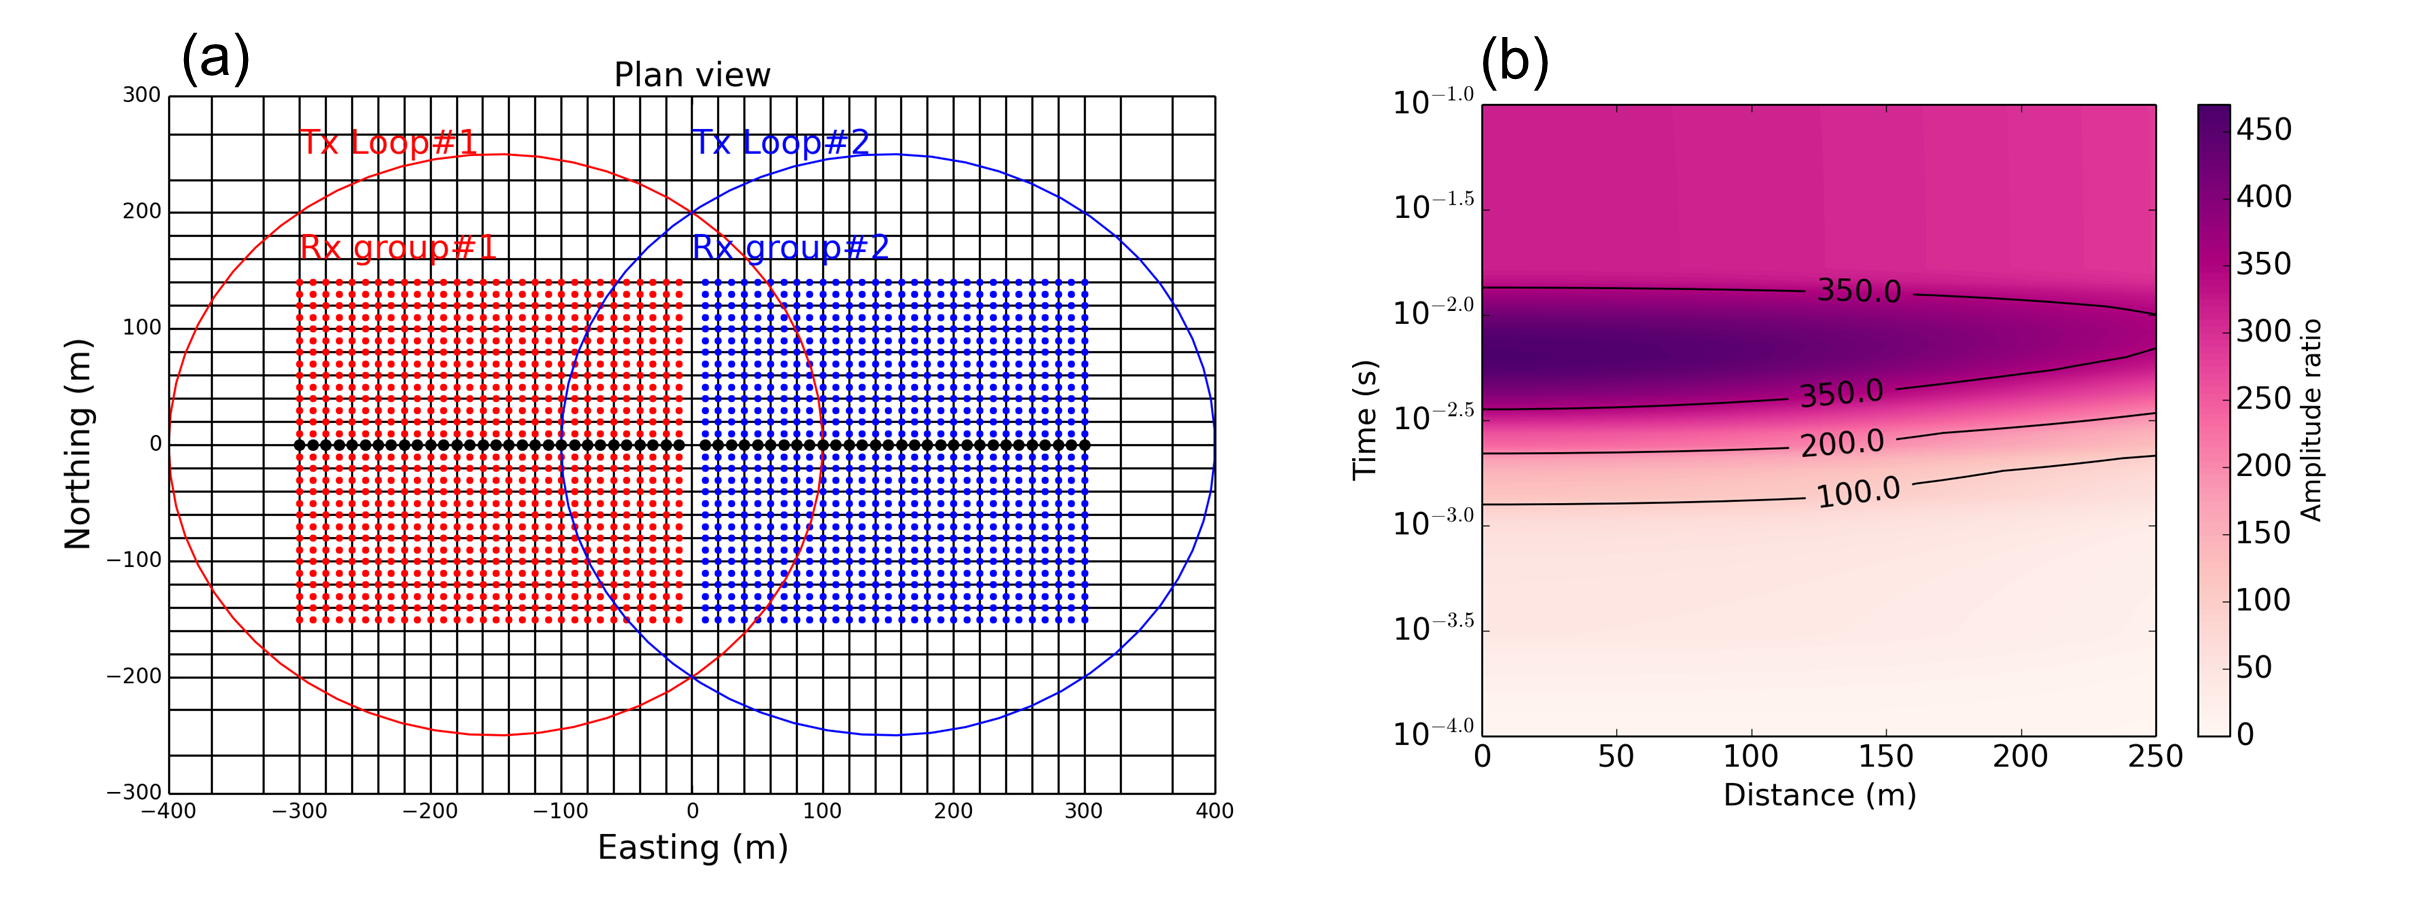 (a)
Plan view
300
200
100
0
−100
−200
−300
Northing (m)
Tx Loop#1
Tx Loop#2
Rx group#1
Rx group#2
−400 −300 −200 −100 0 100 200 300 400
Easting (m)
(b)
10−1.0
10−1.5
10−2.0
10−2.5
10−3.0
10−3.5
10−4.0
Time (s)
350.0
350.0
200.0
100.0
0 50 100 150 200 250
Distance (m)
450
400
350
300
250
200
150
100
50
0
Amplitude ratio